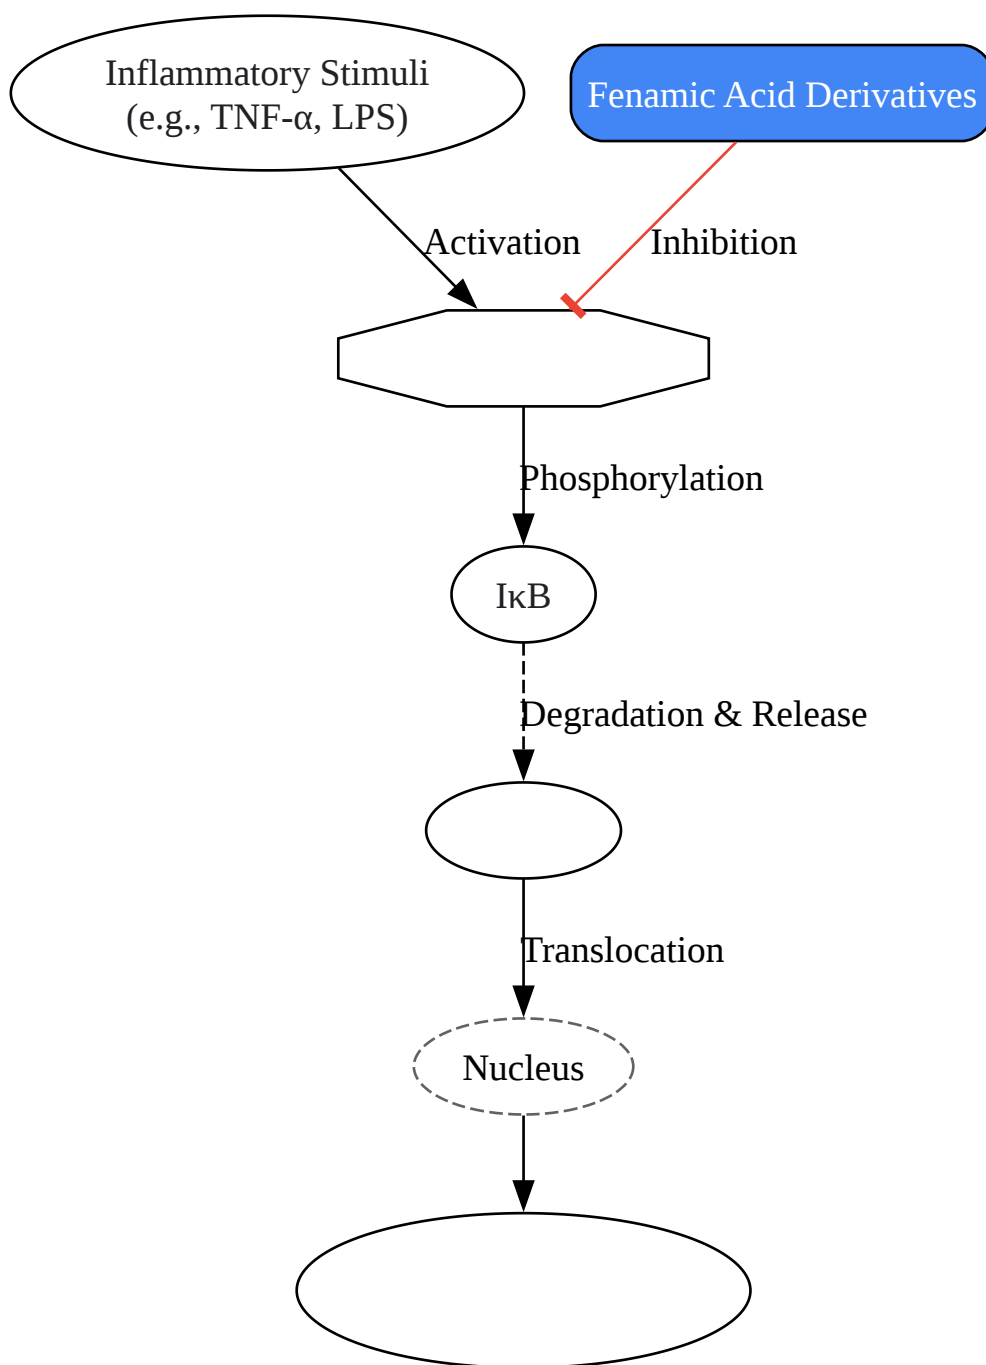 Inflammatory Stimuli
(e.g., TNF-α, LPS)
Fenamic Acid Derivatives
Activation
Inhibition
Phosphorylation
IκB
Degradation & Release
Translocation
Nucleus